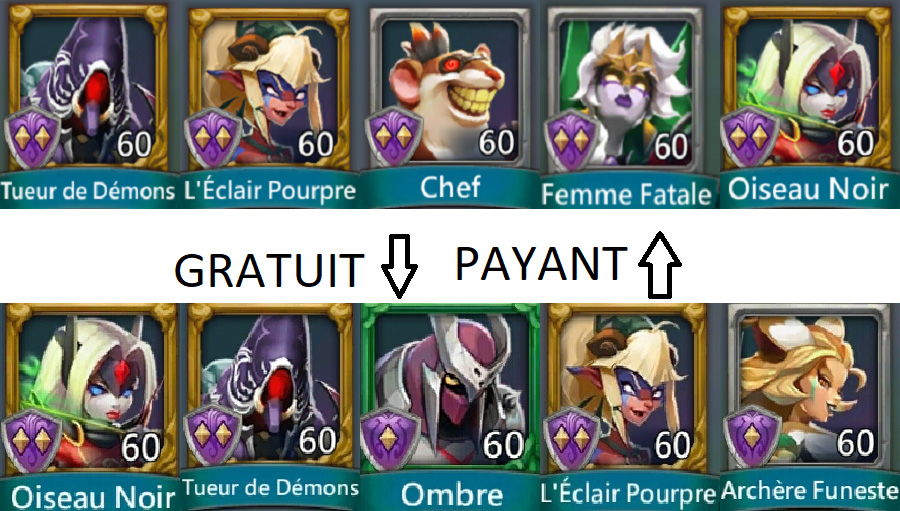 60 60 60 60 60
Tueur de Démons L'Éclair Pourpre Chef Femme Fatale Oiseau Noir
GRATUIT PAYANT
60 60 60 60 60
Oiseau Noir Tueur de Démons Ombre L'Éclair Pourpre Archère Funeste